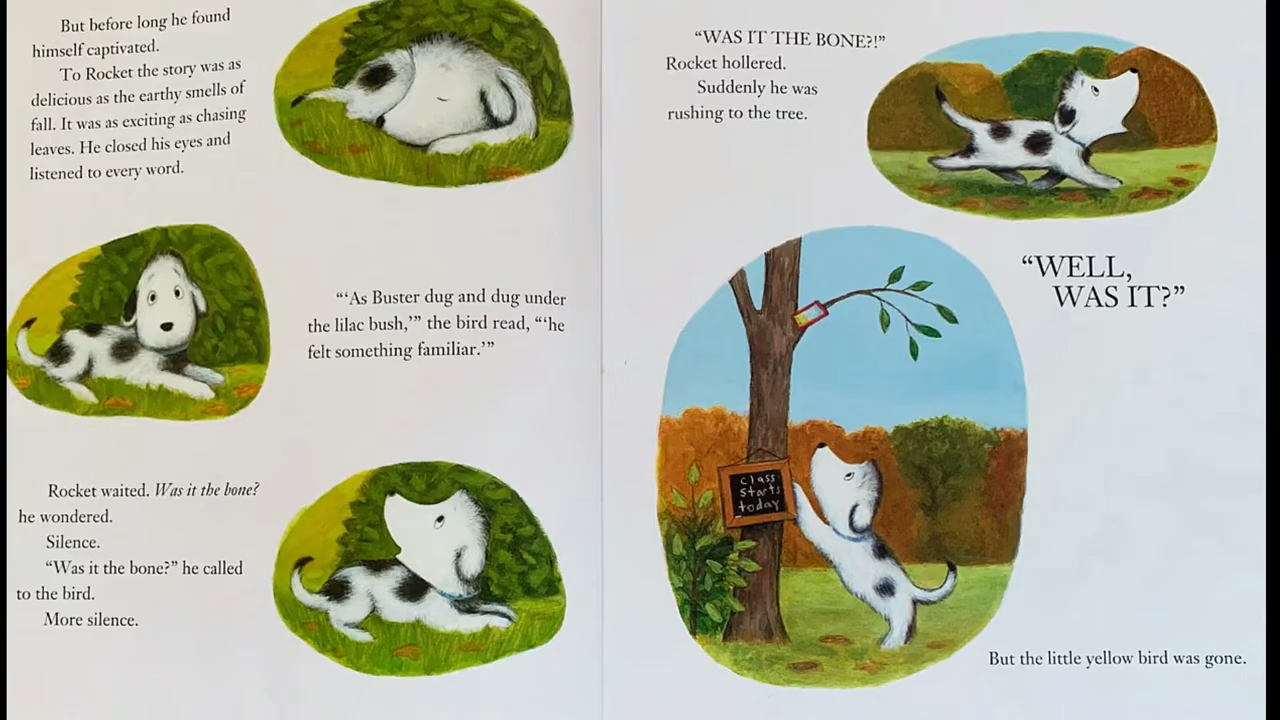 But before long he found
himself captivated.
To Rocket the story was as
delicious as the earthy smells of
fall. It was as exciting as chasing
leaves. He closed his eyes and
listened to every word.
“‘As Buster dug and dug under
the lilac bush,’” the bird read, “‘he
felt something familiar.’”
Rocket waited. Was it the bone?
he wondered.
Silence.
“Was it the bone?” he called
to the bird.
More silence.
“WAS IT THE BONE?!”
Rocket hollered.
Suddenly he was
rushing to the tree.
“WELL,
WAS IT?”
class
starts
today
But the little yellow bird was gone.